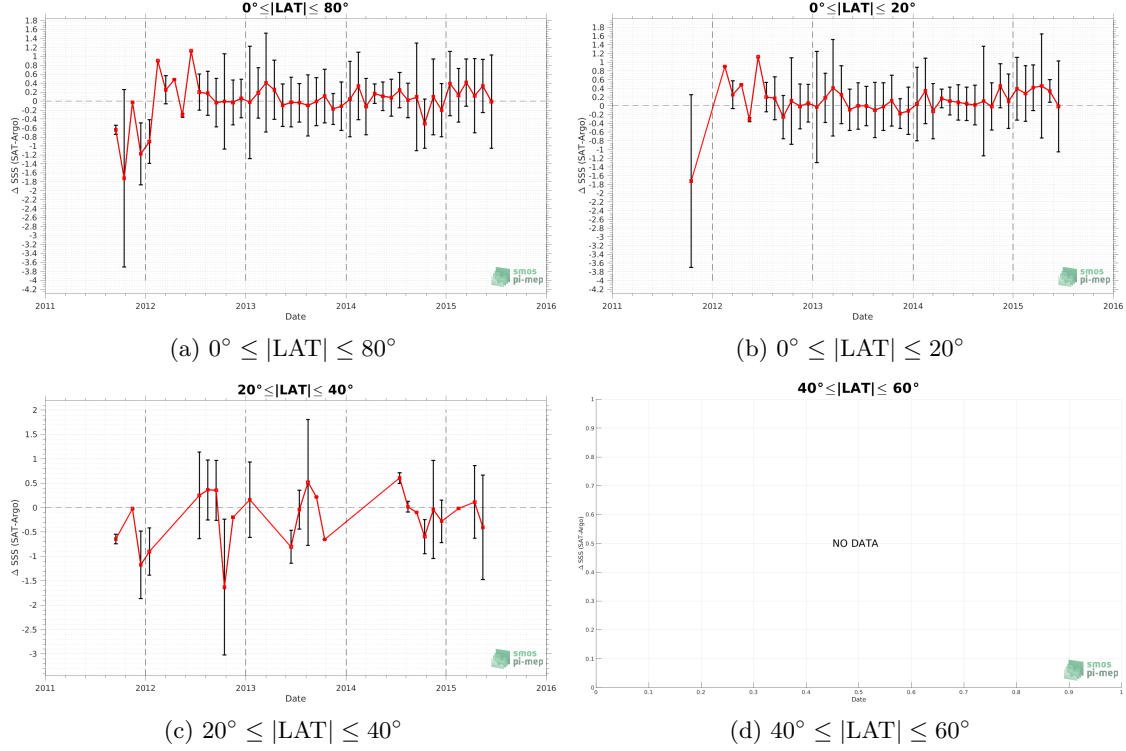 0°≤|LAT|≤ 80°
1.8
1.6
1.4
1.2
1
0.8
0.6
0.4
0.2
0
-0.2
-0.4
-0.6
-0.8
-1
-1.2
-1.4
-1.6
-1.8
-2
-2.2
-2.4
-2.6
-2.8
-3
-3.2
-3.4
-3.6
-3.8
-4
-4.2
Δ SSS (SAT-Argo)
smos
pi-mep
2011 2012 2013 2014 2015 2016
Date
(a) 0° ≤ |LAT| ≤ 80°
0°≤|LAT|≤ 20°
1.8
1.6
1.4
1.2
1
0.8
0.6
0.4
0.2
0
-0.2
-0.4
-0.6
-0.8
-1
-1.2
-1.4
-1.6
-1.8
-2
-2.2
-2.4
-2.6
-2.8
-3
-3.2
-3.4
-3.6
-3.8
-4
-4.2
Δ SSS (SAT-Argo)
smos
pi-mep
2011 2012 2013 2014 2015 2016
Date
(b) 0° ≤ |LAT| ≤ 20°
20°≤|LAT|≤ 40°
2
1.5
1
0.5
0
-0.5
-1
-1.5
-2
-2.5
-3
Δ SSS (SAT-Argo)
smos
pi-mep
2011 2012 2013 2014 2015 2016
Date
(c) 20° ≤ |LAT| ≤ 40°
40°≤|LAT|≤ 60°
1
0.9
0.8
0.7
0.6
0.5
0.4
0.3
0.2
0.1
0
Δ SSS (SAT-Argo)
NO DATA
smos
pi-mep
0 0.1 0.2 0.3 0.4 0.5 0.6 0.7 0.8 0.9 1
Date
(d) 40° ≤ |LAT| ≤ 60°